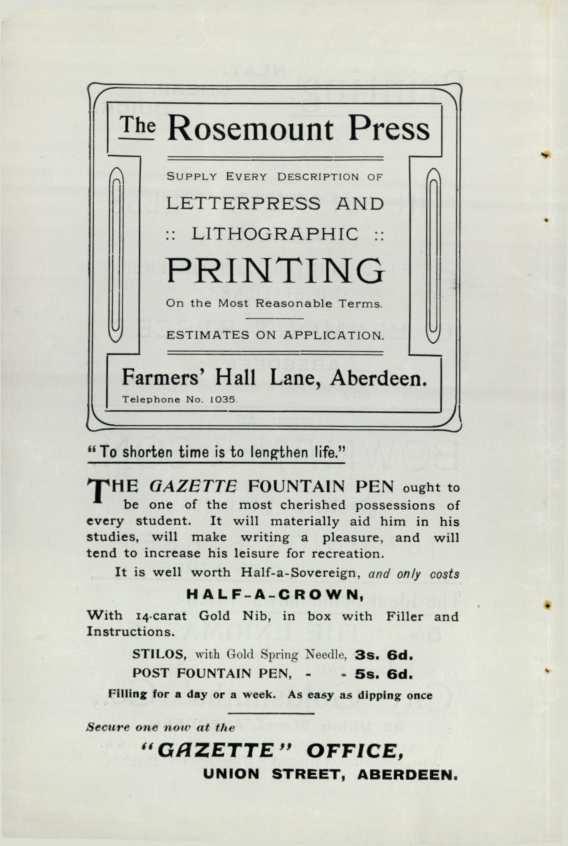 The Rosemount Press
SUPPLY EVERY DESCRIPTION OF
LETTERPRESS AND
:: LITHOGRAPHIC ::
PRINTING
On the Most Reasonable Terms.
ESTIMATES ON APPLICATION.
Farmers' Hall Lane, Aberdeen.
Telephone No. 1035.
"To shorten time is to lengthen life."
THE GAZETTE FOUNTAIN PEN ought to
be one of the most cherished possessions of
every student. It will materially aid him in his
studies, will make writing a pleasure, and will
tend to increase his leisure for recreation.
It is well worth Half-a-Sovereign, and only costs
HALF-A-CROWN,
With 14-carat Gold Nib, in box with Filler and
Instructions.
STILOS, with Gold Spring Needle, 3s. 6d.
POST FOUNTAIN PEN, - - 5s. 6d.
Filling for a day or a week. As easy as dipping once
Secure one now at the
"GAZETTE" OFFICE,
UNION STREET, ABERDEEN.